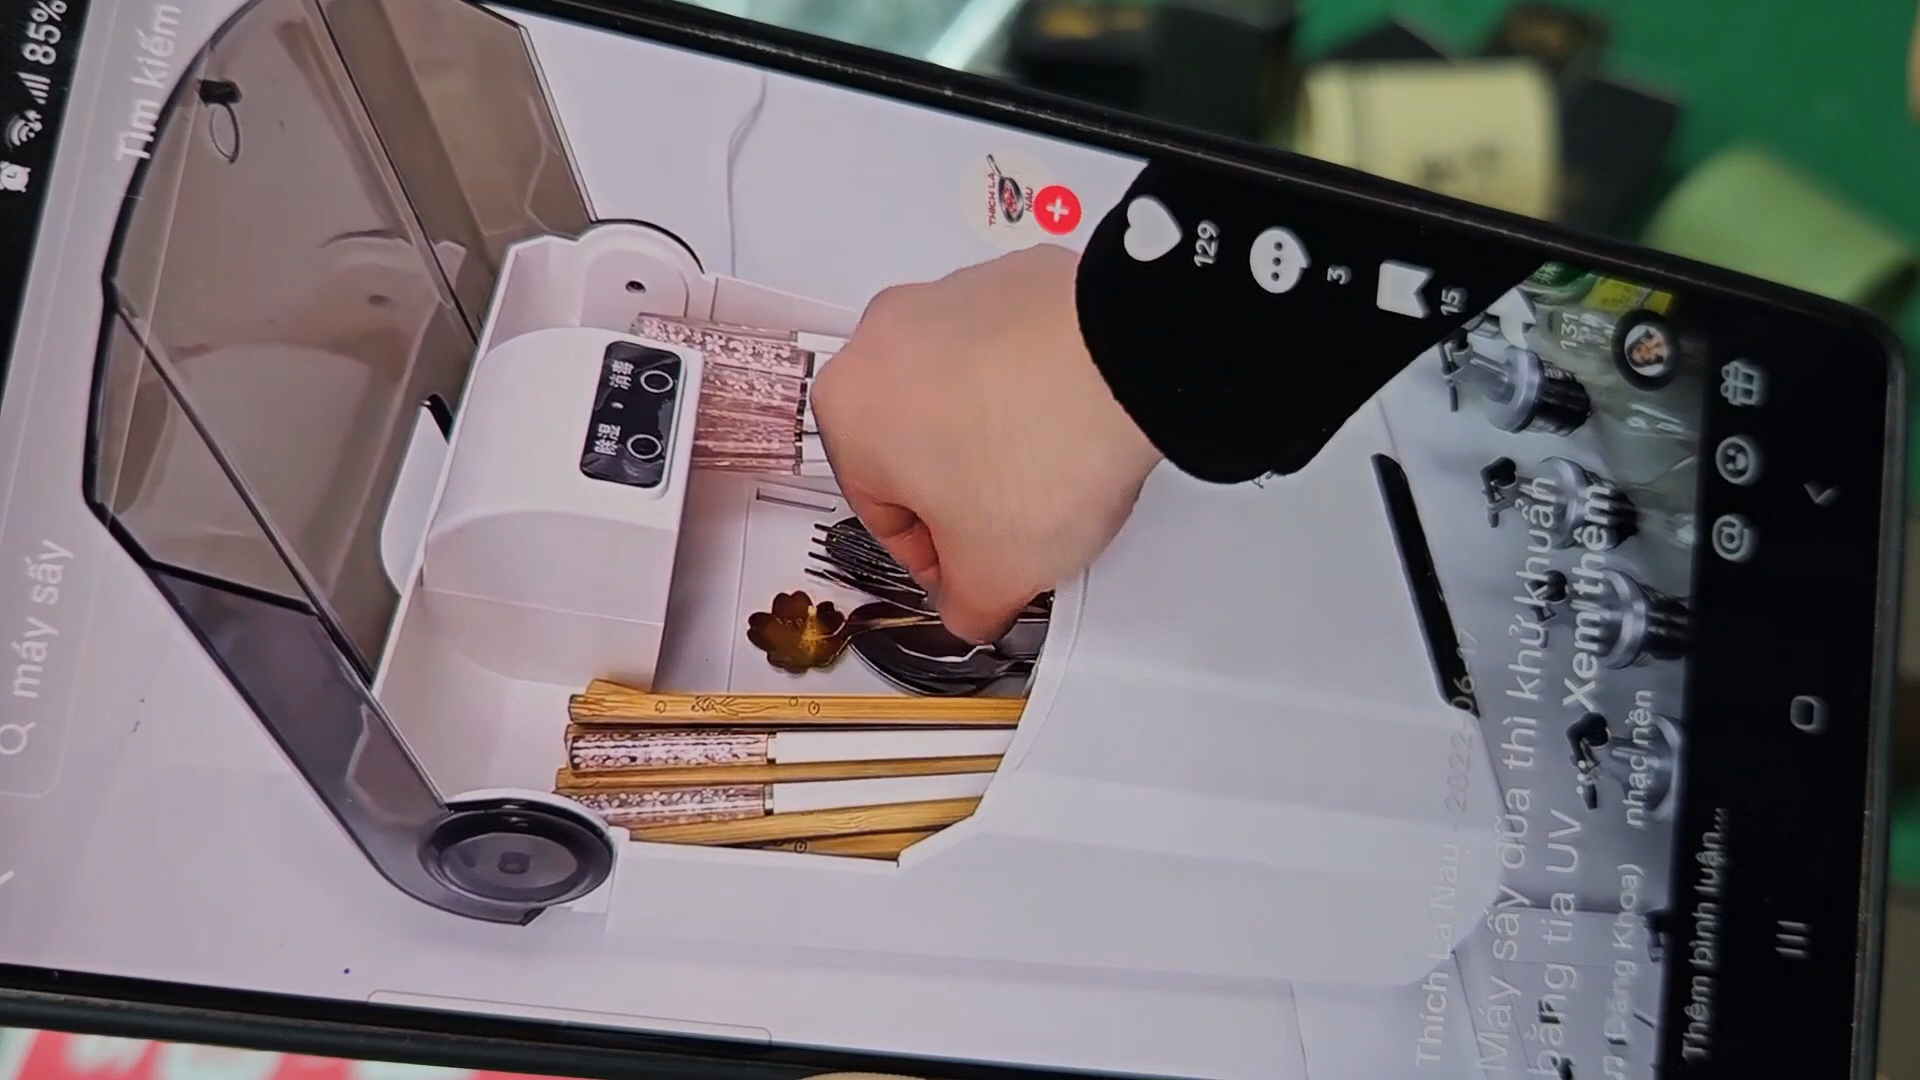 85%
máy sấy
Tìm kiếm
THÍCH LÀ
NẤU
除湿
消毒
129
3
15
131
Thích Là Nấu · 2022-06-17
Máy sấy đũa thì khử khuẩn
bằng tia UV
... Xem thêm
Đăng Khoa)
nhạc nền
Thêm bình luận...